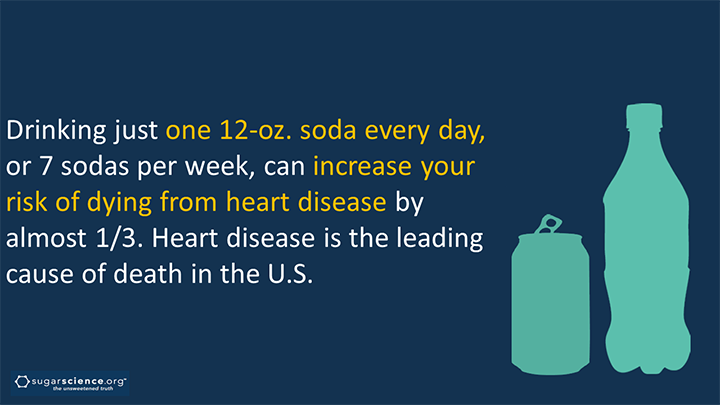 Drinking just one 12-oz. soda every day,
or 7 sodas per week, can increase your
risk of dying from heart disease by
almost 1/3. Heart disease is the leading
cause of death in the U.S.
sugarscience.org™
the unsweetened truth